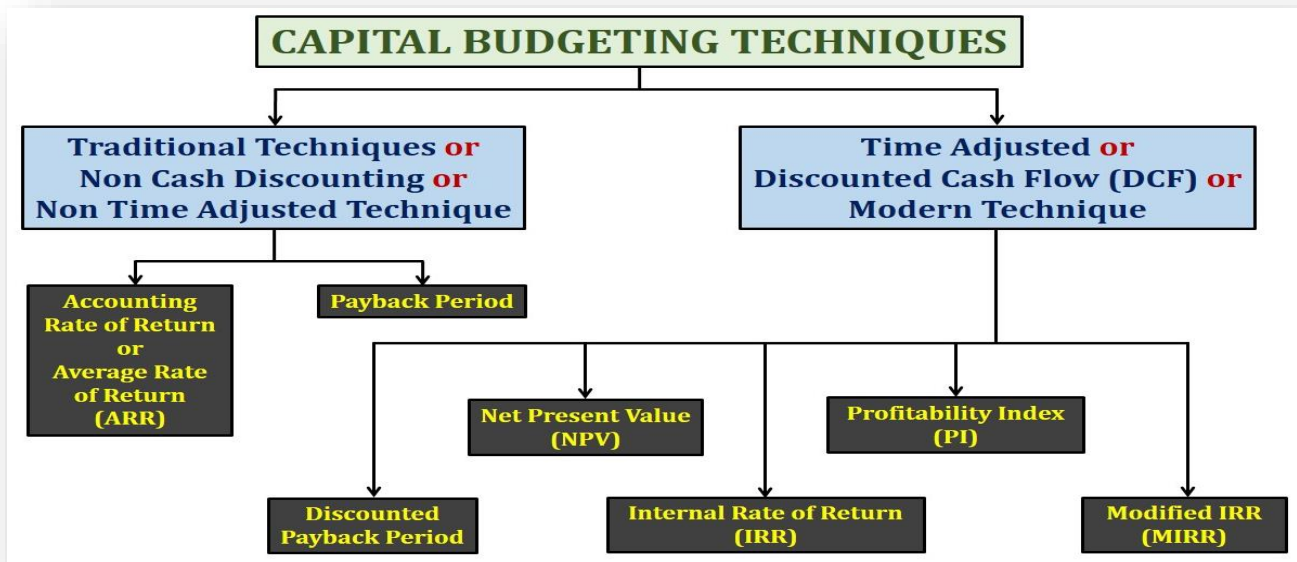 CAPITAL BUDGETING TECHNIQUES
Traditional Techniques or
Non Cash Discounting or
Non Time Adjusted Technique
Time Adjusted or
Discounted Cash Flow (DCF) or
Modern Technique
Accounting
Rate of Return
or
Average Rate
of Return
(ARR)
Payback Period
Discounted
Payback Period
Net Present Value
(NPV)
Internal Rate of Return
(IRR)
Profitability Index
(PI)
Modified IRR
(MIRR)